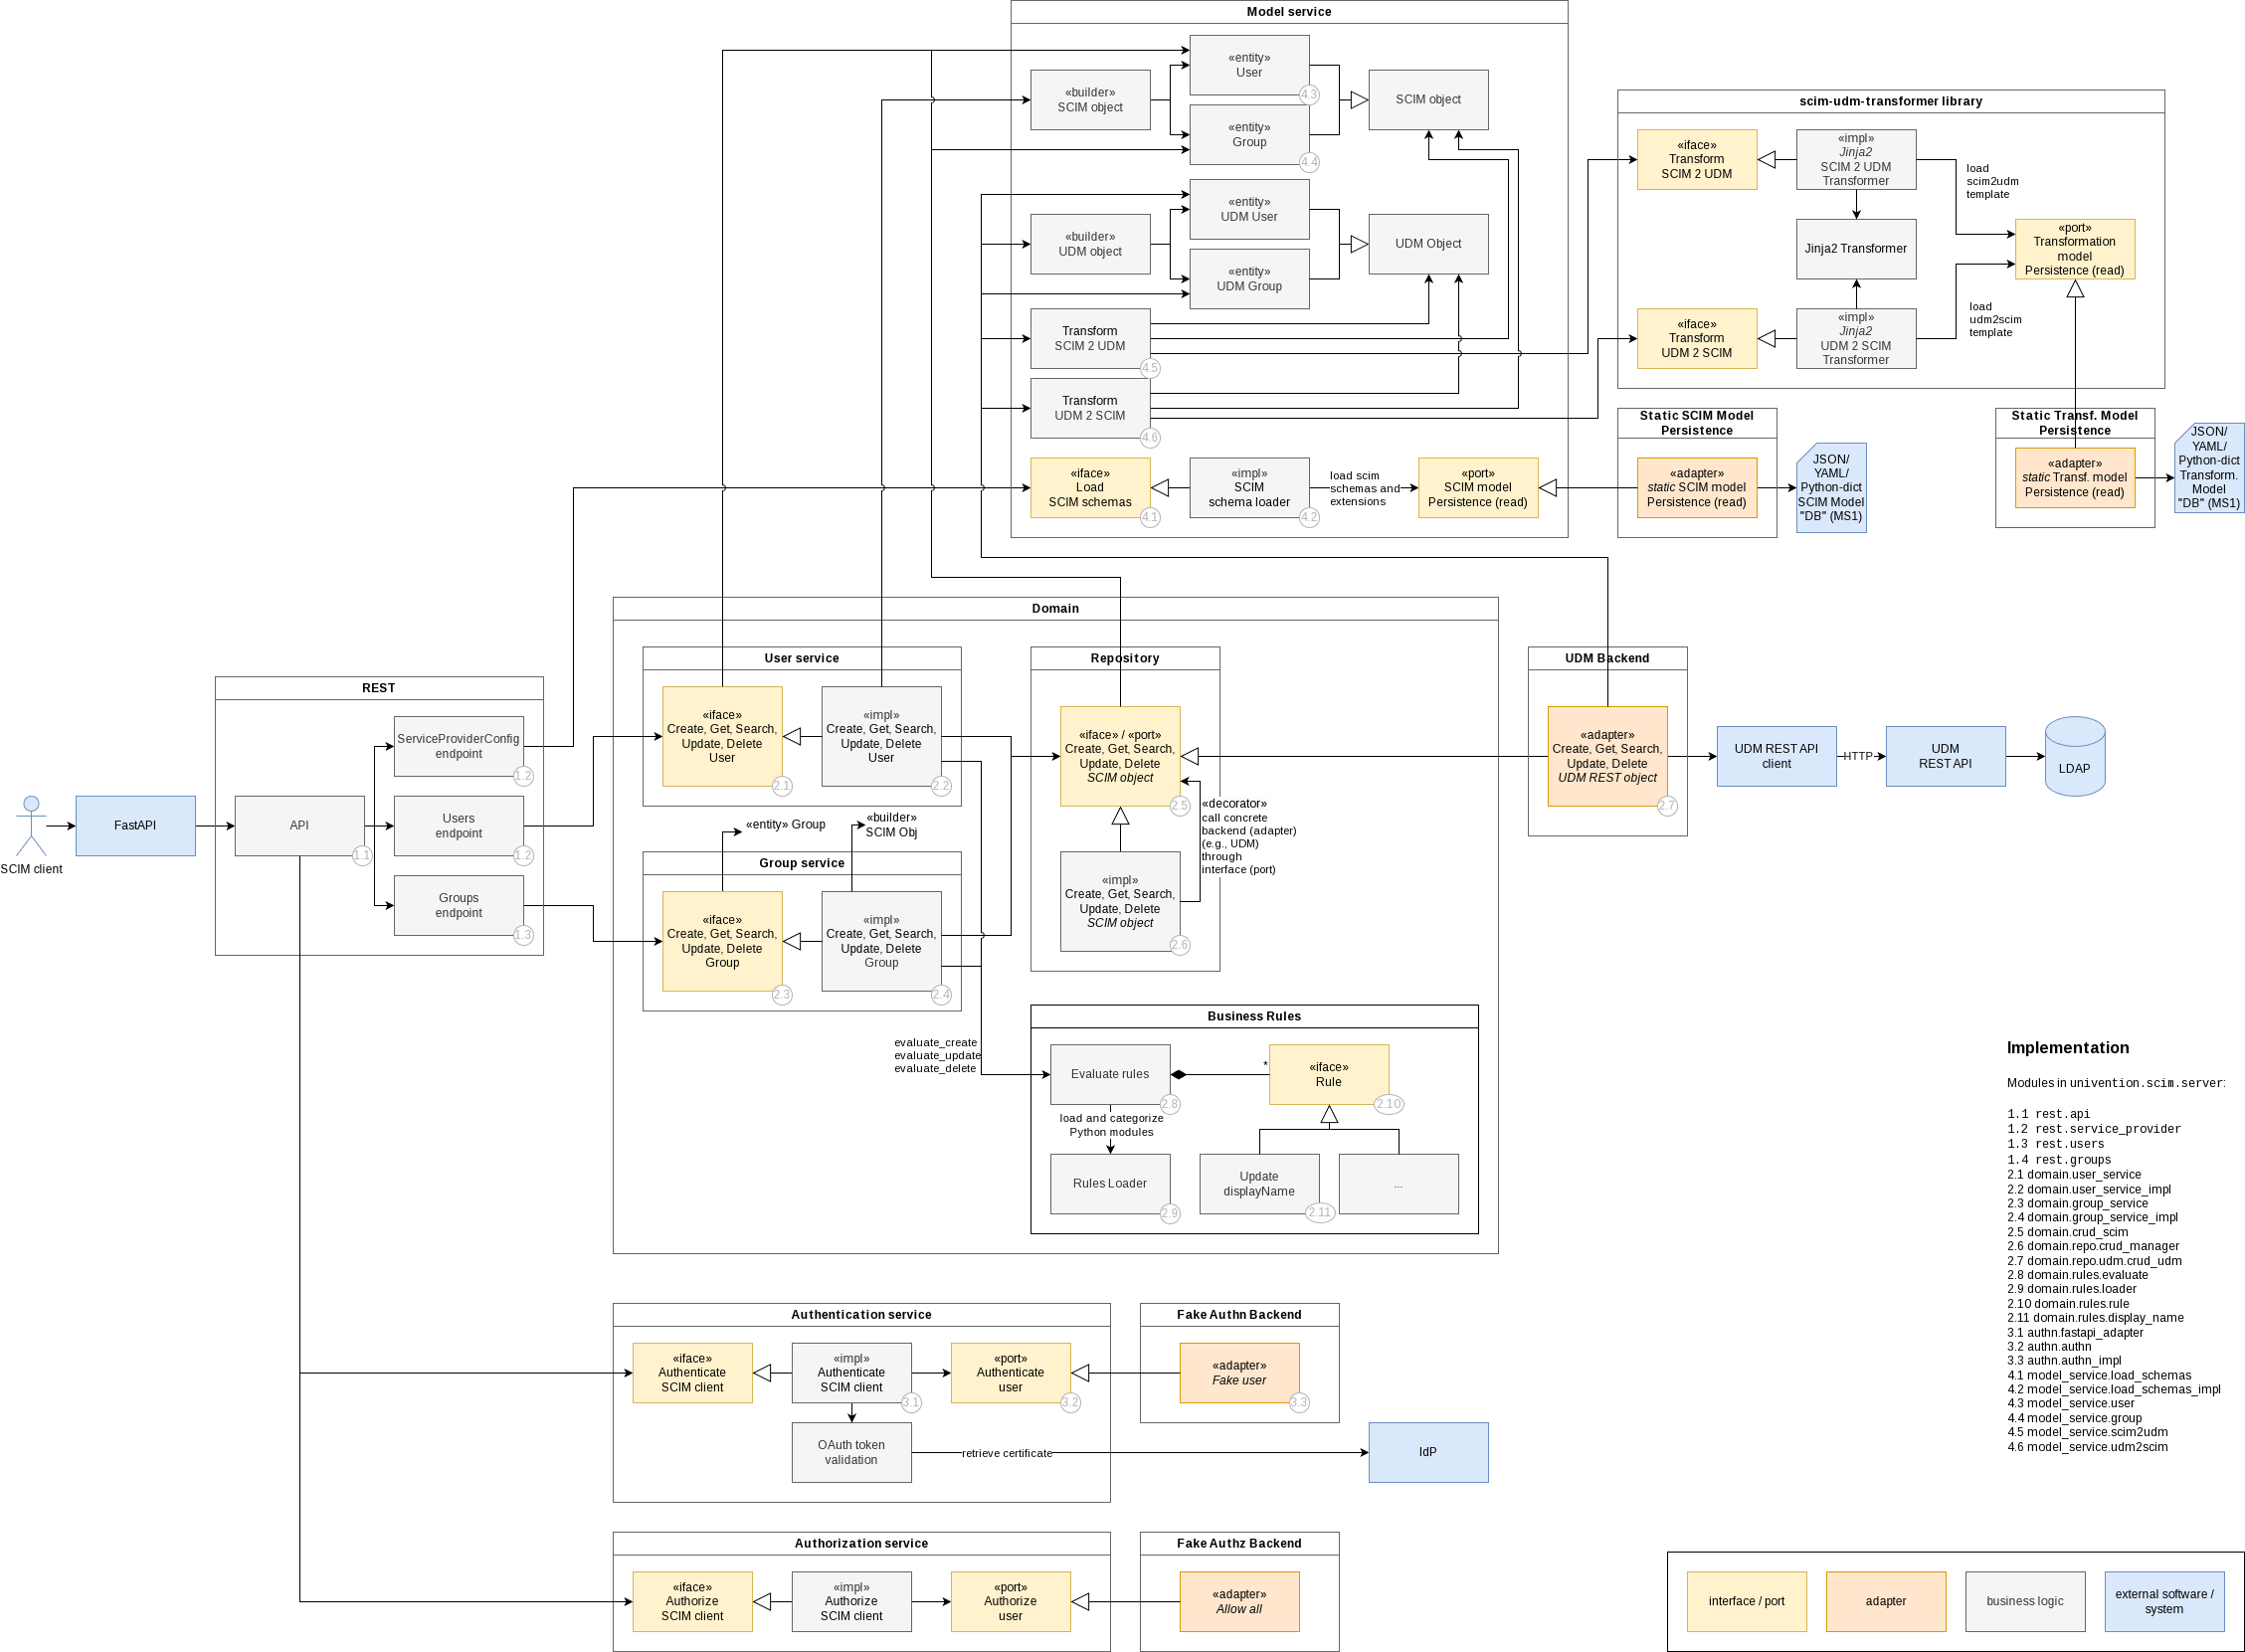 Model service
«entity»
User
4.3
«builder»
SCIM object
SCIM object
«entity»
Group
4.4
«entity»
UDM User
«builder»
UDM object
UDM Object
«entity»
UDM Group
Transform
SCIM 2 UDM
4.5
Transform
UDM 2 SCIM
4.6
«iface»
Load
SCIM schemas
4.1
«impl»
SCIM
schema loader
4.2
load scim
schemas and
extensions
«port»
SCIM model
Persistence (read)
scim-udm-transformer library
«iface»
Transform
SCIM 2 UDM
«impl»
Jinja2
SCIM 2 UDM
Transformer
load
scim2udm
template
Jinja2 Transformer
«port»
Transformation
model
Persistence (read)
«iface»
Transform
UDM 2 SCIM
«impl»
Jinja2
UDM 2 SCIM
Transformer
load
udm2scim
template
Static SCIM Model
Persistence
«adapter»
static SCIM model
Persistence (read)
JSON/
YAML/
Python-dict
SCIM Model
"DB" (MS1)
Static Transf. Model
Persistence
«adapter»
static Transf. model
Persistence (read)
JSON/
YAML/
Python-dict
Transform.
Model
"DB" (MS1)
Domain
User service
«iface»
Create, Get, Search,
Update, Delete
User
2.1
«impl»
Create, Get, Search,
Update, Delete
User
2.2
«entity» Group
«builder»
SCIM Obj
Group service
«iface»
Create, Get, Search,
Update, Delete
Group
2.3
«impl»
Create, Get, Search,
Update, Delete
Group
2.4
Repository
«iface» / «port»
Create, Get, Search,
Update, Delete
SCIM object
2.5
«decorator»
call concrete
backend (adapter)
(e.g., UDM)
through
interface (port)
«impl»
Create, Get, Search,
Update, Delete
SCIM object
2.6
UDM Backend
«adapter»
Create, Get, Search,
Update, Delete
UDM REST object
2.7
UDM REST API
client
HTTP
UDM
REST API
LDAP
REST
ServiceProviderConfig
endpoint
1.2
API
1.1
Users
endpoint
1.2
Groups
endpoint
1.3
SCIM client
FastAPI
evaluate_create
evaluate_update
evaluate_delete
Business Rules
Evaluate rules
2.8
*
«iface»
Rule
2.10
load and categorize
Python modules
Rules Loader
2.9
Update
displayName
2.11
...
Authentication service
«iface»
Authenticate
SCIM client
«impl»
Authenticate
SCIM client
3.1
«port»
Authenticate
user
3.2
OAuth token
validation
retrieve certificate
Fake Authn Backend
«adapter»
Fake user
3.3
IdP
Authorization service
«iface»
Authorize
SCIM client
«impl»
Authorize
SCIM client
«port»
Authorize
user
Fake Authz Backend
«adapter»
Allow all
Implementation
Modules in univention.scim.server:
1.1 rest.api
1.2 rest.service_provider
1.3 rest.users
1.4 rest.groups
2.1 domain.user_service
2.2 domain.user_service_impl
2.3 domain.group_service
2.4 domain.group_service_impl
2.5 domain.crud_scim
2.6 domain.repo.crud_manager
2.7 domain.repo.udm.crud_udm
2.8 domain.rules.evaluate
2.9 domain.rules.loader
2.10 domain.rules.rule
2.11 domain.rules.display_name
3.1 authn.fastapi_adapter
3.2 authn.authn
3.3 authn.authn_impl
4.1 model_service.load_schemas
4.2 model_service.load_schemas_impl
4.3 model_service.user
4.4 model_service.group
4.5 model_service.scim2udm
4.6 model_service.udm2scim
interface / port
adapter
business logic
external software /
system